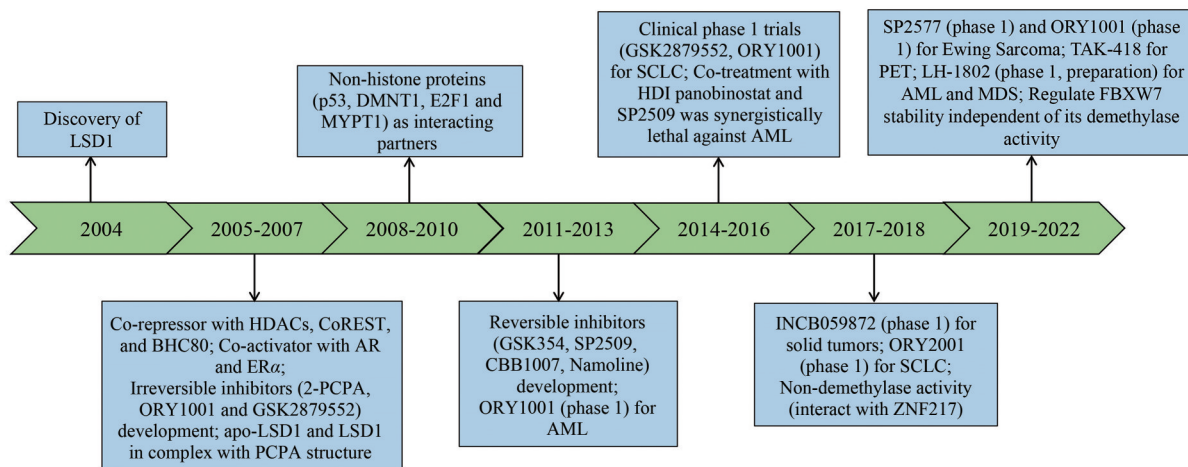 Discovery of
LSD1
Non-histone proteins
(p53, DMNT1, E2F1 and
MYPT1) as interacting
partners
Clinical phase 1 trials
(GSK2879552, ORY1001)
for SCLC; Co-treatment with
HDI panobinostat and
SP2509 was synergistically
lethal against AML
SP2577 (phase 1) and ORY1001 (phase
1) for Ewing Sarcoma; TAK-418 for
PET; LH-1802 (phase 1, preparation) for
AML and MDS; Regulate FBXW7
stability independent of its demethylase
activity
2004
2005-2007
2008-2010
2011-2013
2014-2016
2017-2018
2019-2022
Co-repressor with HDACs, CoREST,
and BHC80; Co-activator with AR
and ERα;
Irreversible inhibitors (2-PCPA,
ORY1001 and GSK2879552)
development; apo-LSD1 and LSD1
in complex with PCPA structure
Reversible inhibitors
(GSK354, SP2509,
CBB1007, Namoline)
development;
ORY1001 (phase 1) for
AML
INCB059872 (phase 1) for
solid tumors; ORY2001
(phase 1) for SCLC;
Non-demethylase activity
(interact with ZNF217)